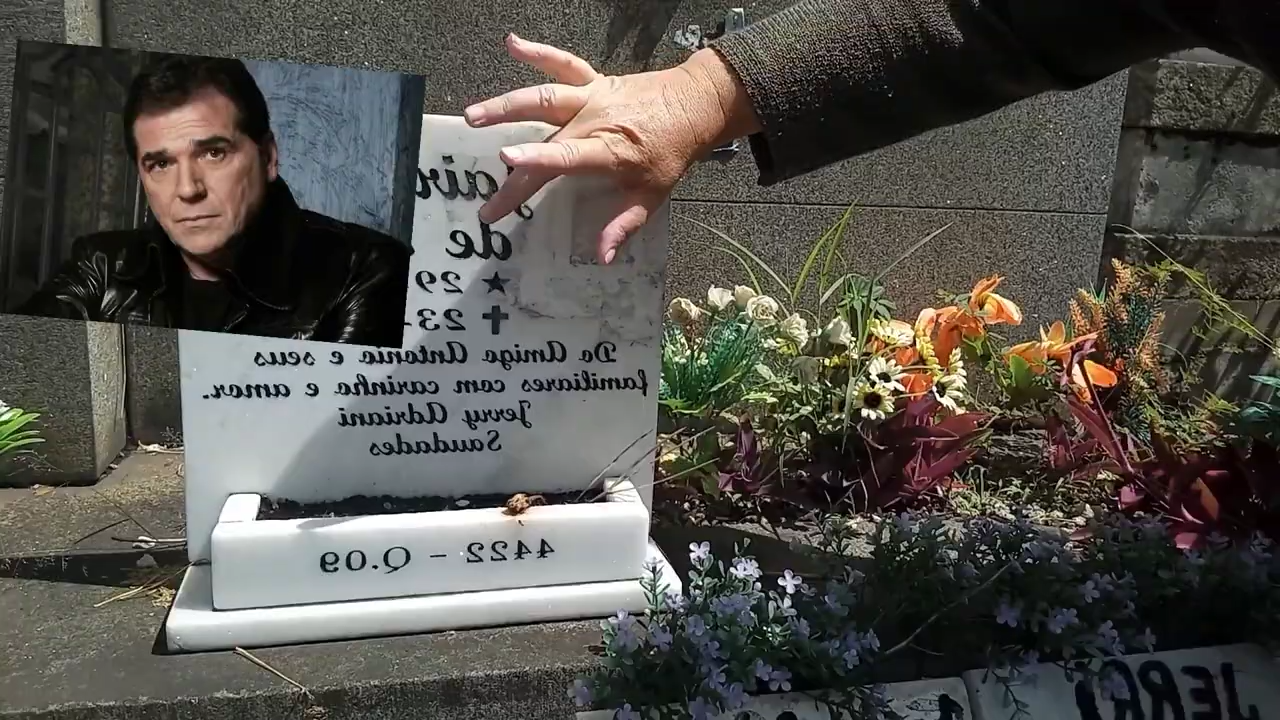 de
★ 29
✝ 23
Do Amigo Antonio e seus
familiares com carinho e amor.
Jerry Adriani
Saudades
4422 – Q.09